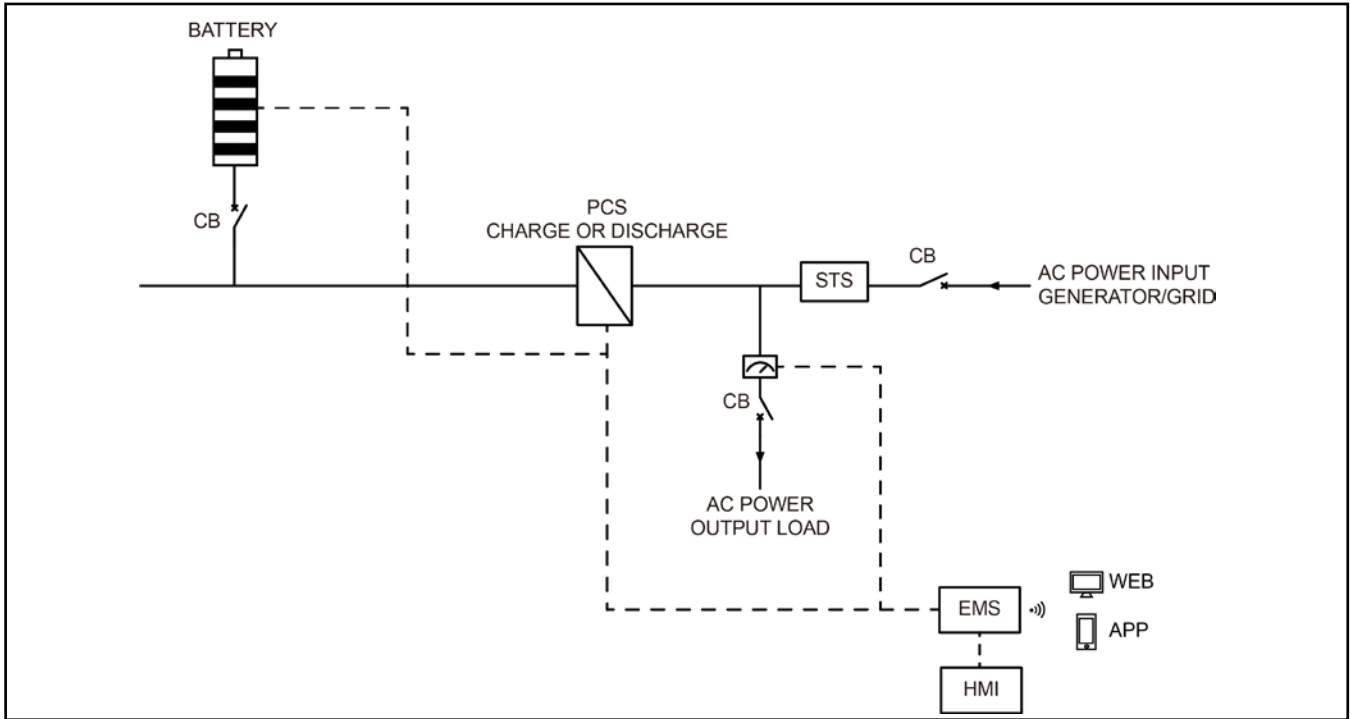 BATTERY
CB
PCS
CHARGE OR DISCHARGE
STS
CB
AC POWER INPUT
GENERATOR/GRID
CB
AC POWER
OUTPUT LOAD
EMS
WEB
APP
HMI